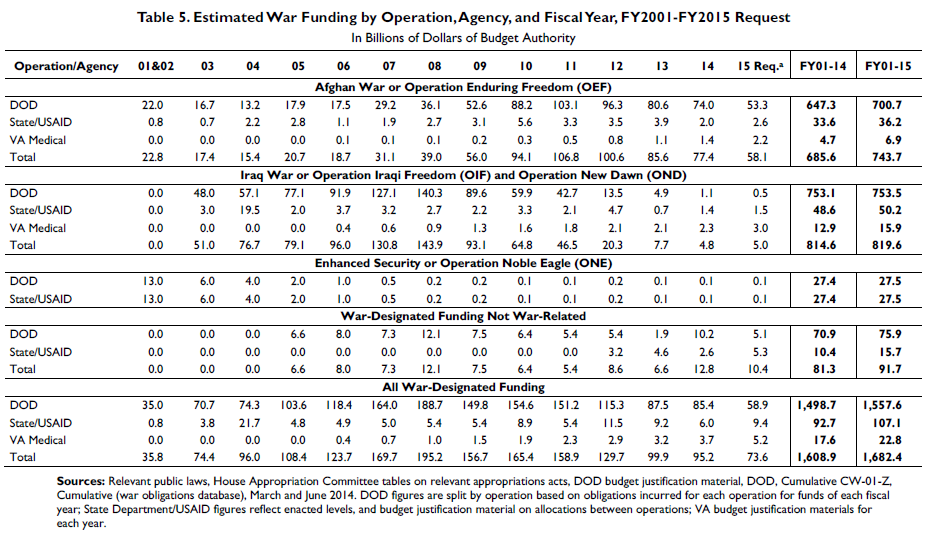 Table 5. Estimated War Funding by Operation, Agency, and Fiscal Year, FY2001-FY2015 Request
In Billions of Dollars of Budget Authority
Operation/Agency 01&02 03 04 05 06 07 08 09 10 11 12 13 14 15 Req.ᵃ FY01-14 FY01-15
Afghan War or Operation Enduring Freedom (OEF)
DOD 22.0 16.7 13.2 17.9 17.5 29.2 36.1 52.6 88.2 103.1 96.3 80.6 74.0 53.3 647.3 700.7
State/USAID 0.8 0.7 2.2 2.8 1.1 1.9 2.7 3.1 5.6 3.3 3.5 3.9 2.0 2.6 33.6 36.2
VA Medical 0.0 0.0 0.0 0.0 0.0 0.1 0.1 0.2 0.3 0.5 0.8 1.1 1.4 2.2 4.7 6.9
Total 22.8 17.4 15.4 20.7 18.7 31.1 39.0 56.0 94.1 106.8 100.6 85.6 77.4 58.1 685.6 743.7
Iraq War or Operation Iraqi Freedom (OIF) and Operation New Dawn (OND)
DOD 0.0 48.0 57.1 77.1 91.9 127.1 140.3 89.6 59.9 42.7 13.5 4.9 1.1 0.5 753.1 753.5
State/USAID 0.0 3.0 19.5 2.0 3.7 3.2 2.7 2.2 3.3 2.1 4.7 0.7 1.4 1.5 48.6 50.2
VA Medical 0.0 0.0 0.0 0.0 0.4 0.6 0.9 1.3 1.6 1.8 2.1 2.1 2.3 3.0 12.9 15.9
Total 0.0 51.0 76.7 79.1 96.0 130.8 143.9 93.1 64.8 46.5 20.3 7.7 4.8 5.0 814.6 819.6
Enhanced Security or Operation Noble Eagle (ONE)
DOD 13.0 6.0 4.0 2.0 1.0 0.5 0.2 0.2 0.1 0.1 0.2 0.1 0.1 0.1 27.4 27.5
State/USAID 13.0 6.0 4.0 2.0 1.0 0.5 0.2 0.2 0.1 0.1 0.2 0.1 0.1 0.1 27.4 27.5
War-Designated Funding Not War-Related
DOD 0.0 0.0 0.0 6.6 8.0 7.3 12.1 7.5 6.4 5.4 5.4 1.9 10.2 5.1 70.9 75.9
State/USAID 0.0 0.0 0.0 0.0 0.0 0.0 0.0 0.0 0.0 0.0 3.2 4.6 2.6 5.3 10.4 15.7
Total 0.0 0.0 0.0 6.6 8.0 7.3 12.1 7.5 6.4 5.4 8.6 6.6 12.8 10.4 81.3 91.7
All War-Designated Funding
DOD 35.0 70.7 74.3 103.6 118.4 164.0 188.7 149.8 154.6 151.2 115.3 87.5 85.4 58.9 1,498.7 1,557.6
State/USAID 0.8 3.8 21.7 4.8 4.9 5.0 5.4 5.4 8.9 5.4 11.5 9.2 6.0 9.4 92.7 107.1
VA Medical 0.0 0.0 0.0 0.0 0.4 0.7 1.0 1.5 1.9 2.3 2.9 3.2 3.7 5.2 17.6 22.8
Total 35.8 74.4 96.0 108.4 123.7 169.7 195.2 156.7 165.4 158.9 129.7 99.9 95.2 73.6 1,608.9 1,682.4
Sources: Relevant public laws, House Appropriation Committee tables on relevant appropriations acts, DOD budget justification material, DOD, Cumulative CW-01-Z,
Cumulative (war obligations database), March and June 2014. DOD figures are split by operation based on obligations incurred for each operation for funds of each fiscal
year; State Department/USAID figures reflect enacted levels, and budget justification material on allocations between operations; VA budget justification materials for
each year.